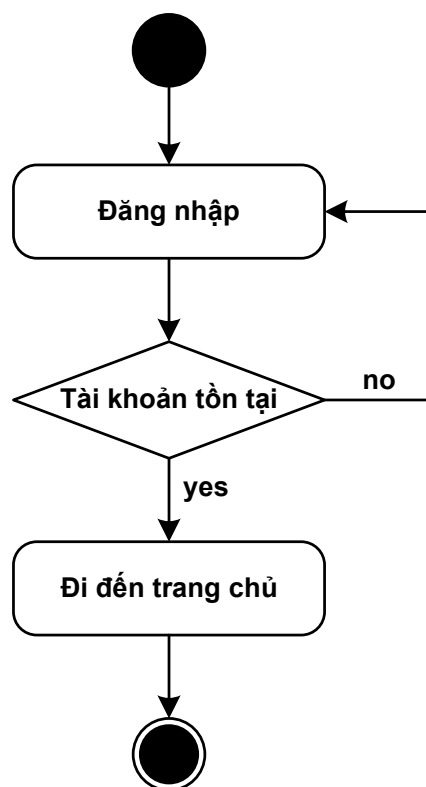 Đăng nhập
Tài khoản tồn tại
no
yes
Đi đến trang chủ